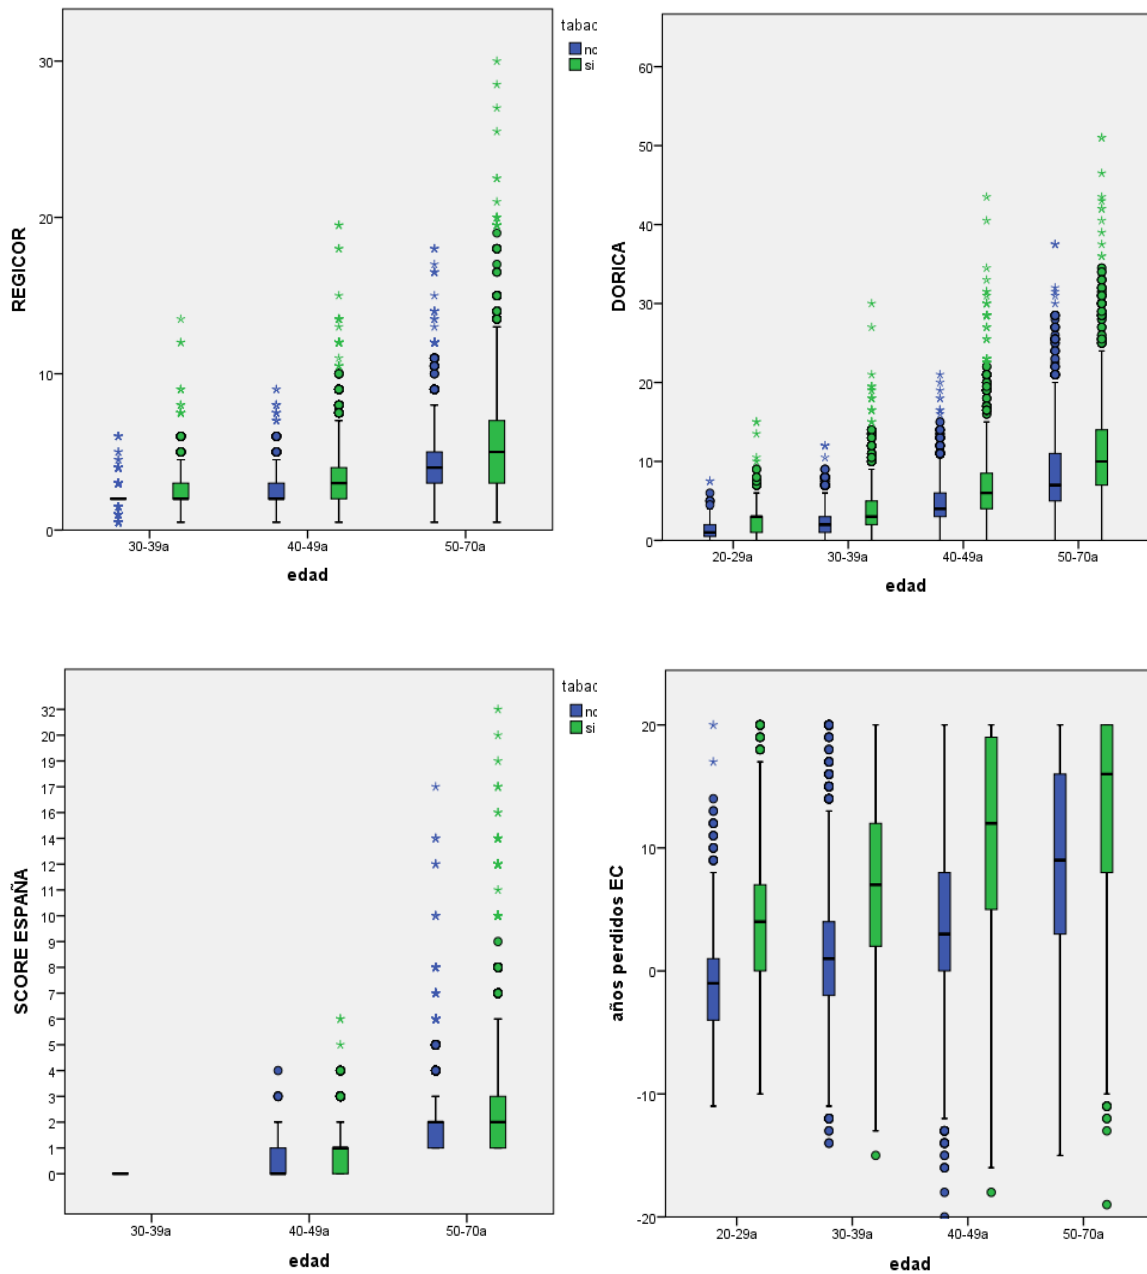 tabac
no
si
30
20
10
0
REGICOR
30-39a
40-49a
50-70a
edad
60
50
40
30
20
10
0
DORICA
20-29a
30-39a
40-49a
50-70a
edad
tabac
no
si
32
20
19
17
16
14
12
11
10
9
8
7
6
5
4
3
2
1
0
SCORE ESPAÑA
30-39a
40-49a
50-70a
edad
20
10
0
-10
-20
años perdidos EC
20-29a
30-39a
40-49a
50-70a
edad